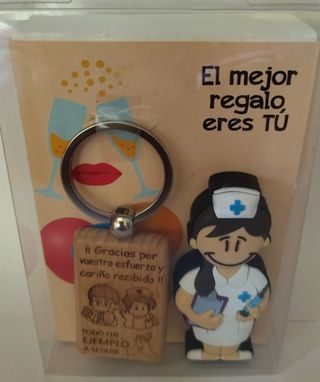 El mejor
regalo
eres TÚ
¡¡ Gracias por
vuestro esfuerzo y
cariño recibido !!
TODO UN
EJEMPLO
A SEGUIR